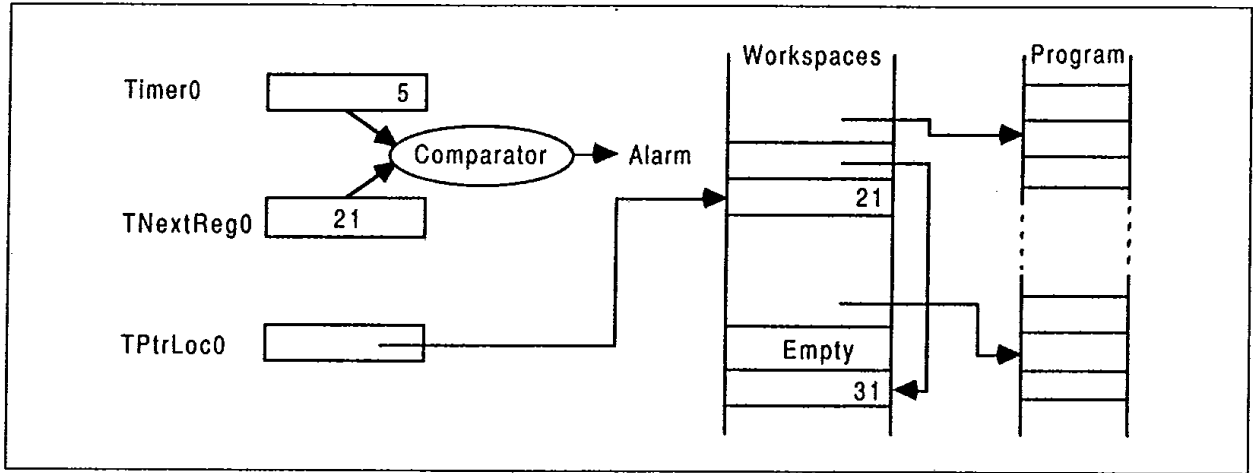 Workspaces
Program
Timer0
5
Comparator
Alarm
TNextReg0
21
21
TPtrLoc0
Empty
31